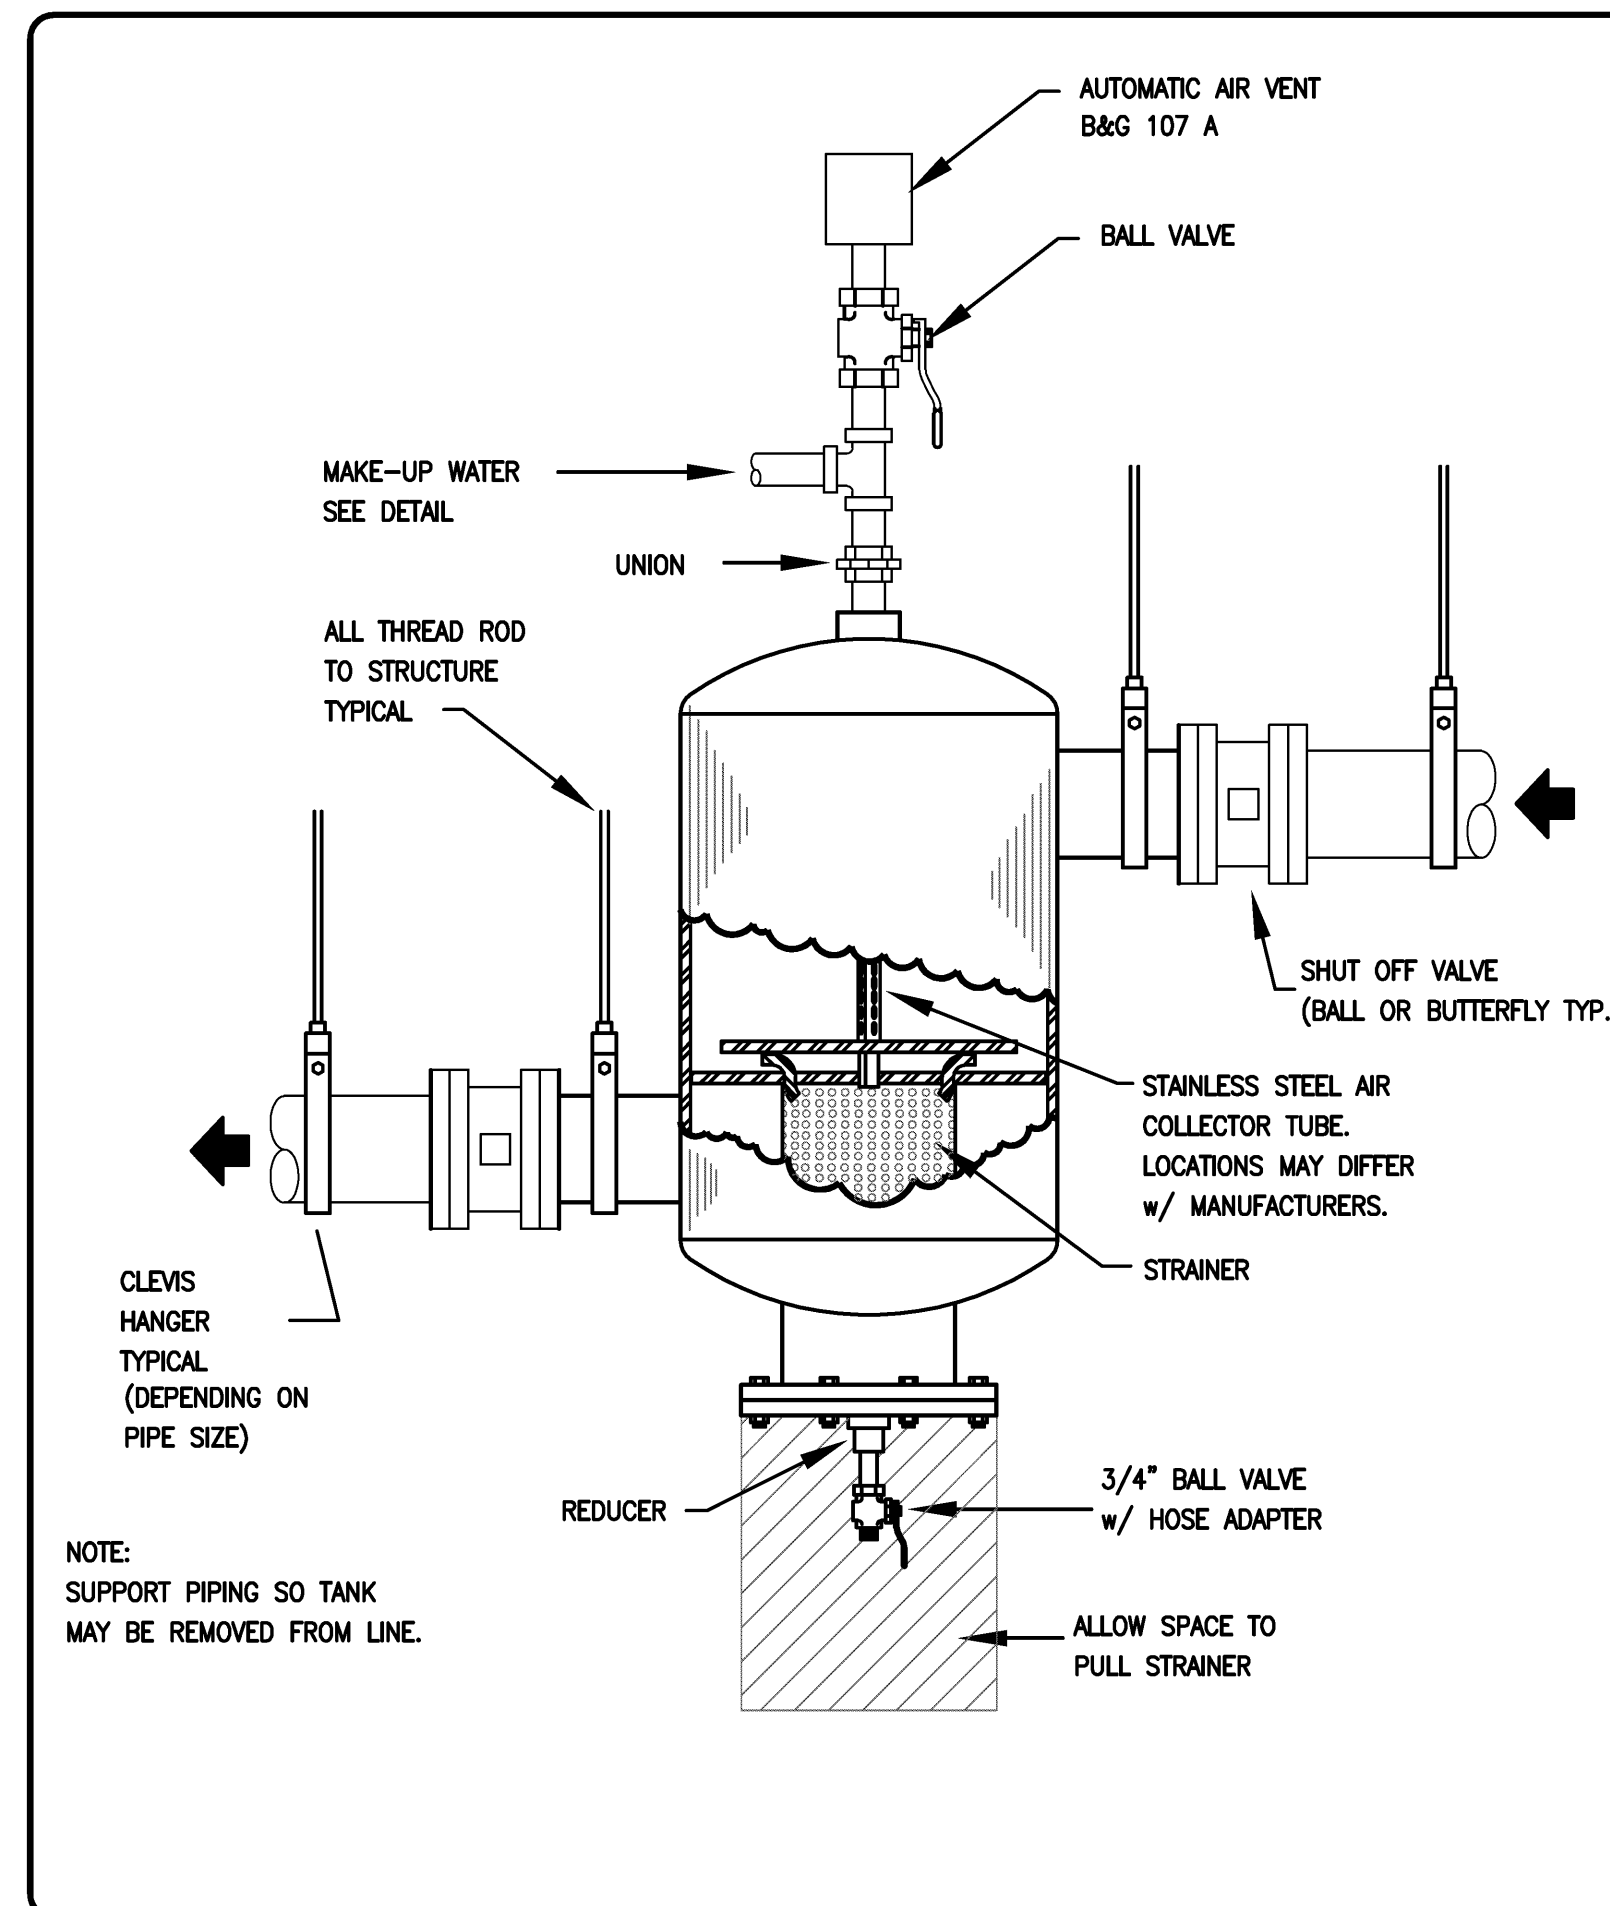 AUTOMATIC AIR VENT
B&G 107 A
BALL VALVE
MAKE-UP WATER
SEE DETAIL
UNION
ALL THREAD ROD
TO STRUCTURE
TYPICAL
SHUT OFF VALVE
(BALL OR BUTTERFLY TYP.
STAINLESS STEEL AIR
COLLECTOR TUBE.
LOCATIONS MAY DIFFER
w/ MANUFACTURERS.
STRAINER
CLEVIS
HANGER
TYPICAL
(DEPENDING ON
PIPE SIZE)
REDUCER
3/4" BALL VALVE
w/ HOSE ADAPTER
NOTE:
SUPPORT PIPING SO TANK
MAY BE REMOVED FROM LINE.
ALLOW SPACE TO
PULL STRAINER